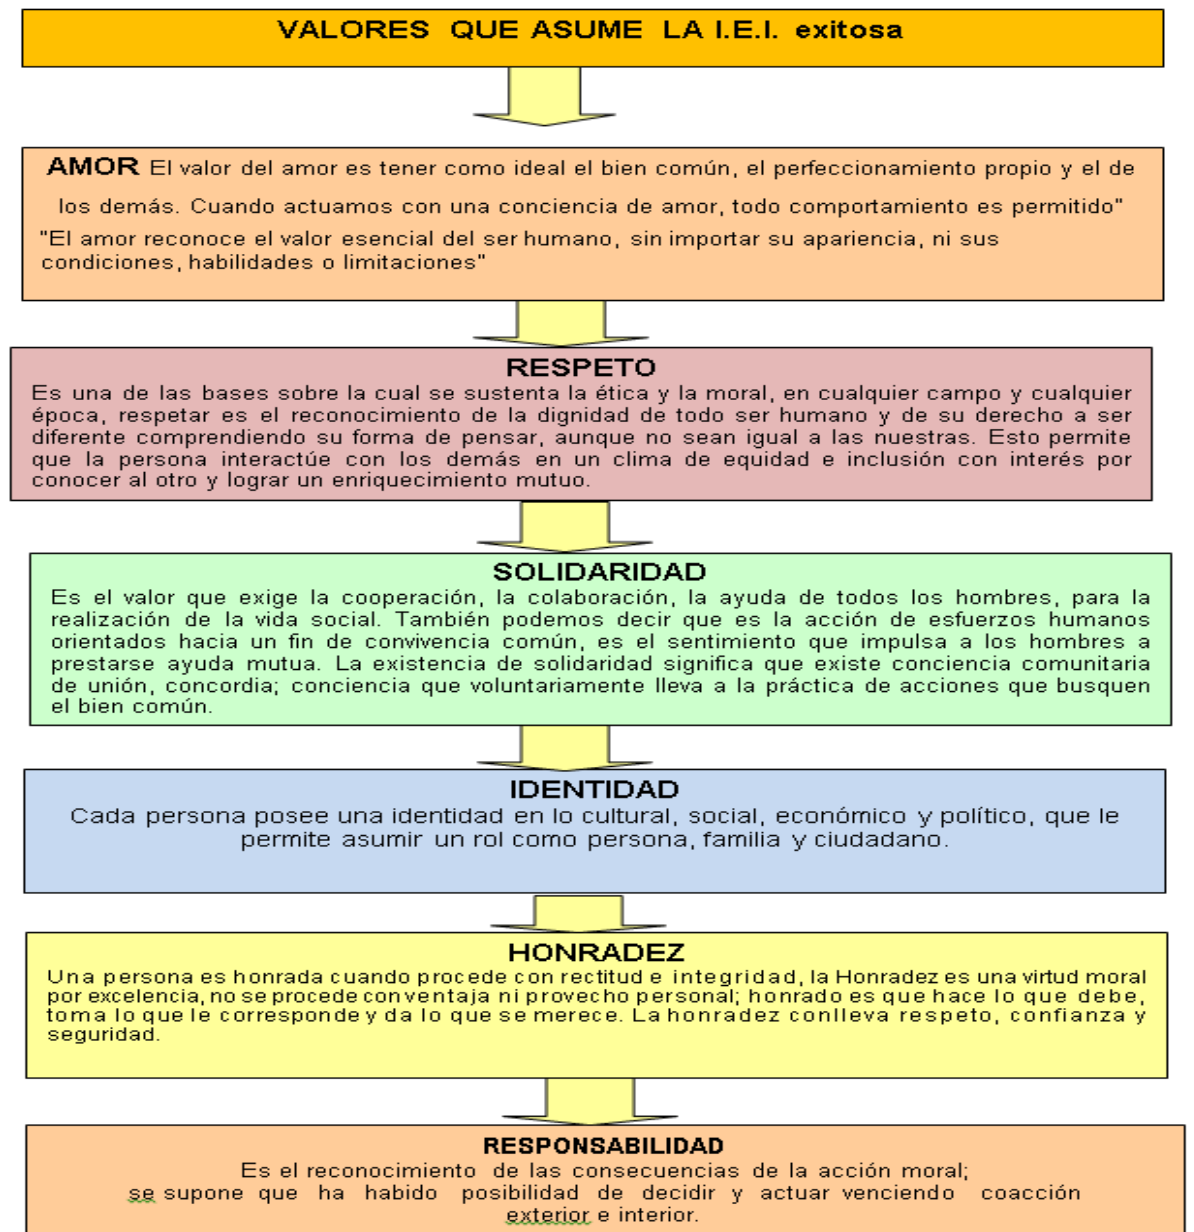 VALORES QUE ASUME LA I.E.I. exitosa
AMOR El valor del amor es tener como ideal el bien común, el perfeccionamiento propio y el de
los demás. Cuando actuamos con una conciencia de amor, todo comportamiento es permitido"
"El amor reconoce el valor esencial del ser humano, sin importar su apariencia, ni sus
condiciones, habilidades o limitaciones"
RESPETO
Es una de las bases sobre la cual se sustenta la ética y la moral, en cualquier campo y cualquier
época, respetar es el reconocimiento de la dignidad de todo ser humano y de su derecho a ser
diferente comprendiendo su forma de pensar, aunque no sean igual a las nuestras. Esto permite
que la persona interactúe con los demás en un clima de equidad e inclusión con interés por
conocer al otro y lograr un enriquecimiento mutuo.
SOLIDARIDAD
Es el valor que exige la cooperación, la colaboración, la ayuda de todos los hombres, para la
realización de la vida social. También podemos decir que es la acción de esfuerzos humanos
orientados hacia un fin de convivencia común, es el sentimiento que impulsa a los hombres a
prestarse ayuda mutua. La existencia de solidaridad significa que existe conciencia comunitaria
de unión, concordia; conciencia que voluntariamente lleva a la práctica de acciones que busquen
el bien común.
IDENTIDAD
Cada persona posee una identidad en lo cultural, social, económico y político, que le
permite asumir un rol como persona, familia y ciudadano.
HONRADEZ
Una persona es honrada cuando procede con rectitud e integridad, la Honradez es una virtud moral
por excelencia, no se procede con ventaja ni provecho personal; honrado es que hace lo que debe,
toma lo que le corresponde y da lo que se merece. La honradez conlleva respeto, confianza y
seguridad.
RESPONSABILIDAD
Es el reconocimiento de las consecuencias de la acción moral;
se supone que ha habido posibilidad de decidir y actuar venciendo coacción
exterior e interior.